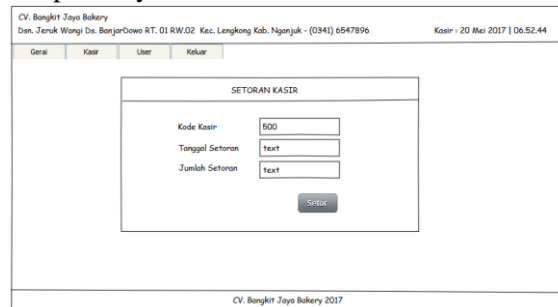 CV. Bangkit Jaya Bakery
Dsn. Jeruk Wangi Ds. BanjarDowo RT. 01 RW.02 Kec. Lengkong Kab. Nganjuk - (0341) 6547896
Kasir : 20 Mei 2017 | 06.52.44
Gerai Kasir User Keluar
SETORAN KASIR
Kode Kasir 500
Tanggal Setoran text
Jumlah Setoran text
Setor
CV. Bangkit Jaya Bakery 2017